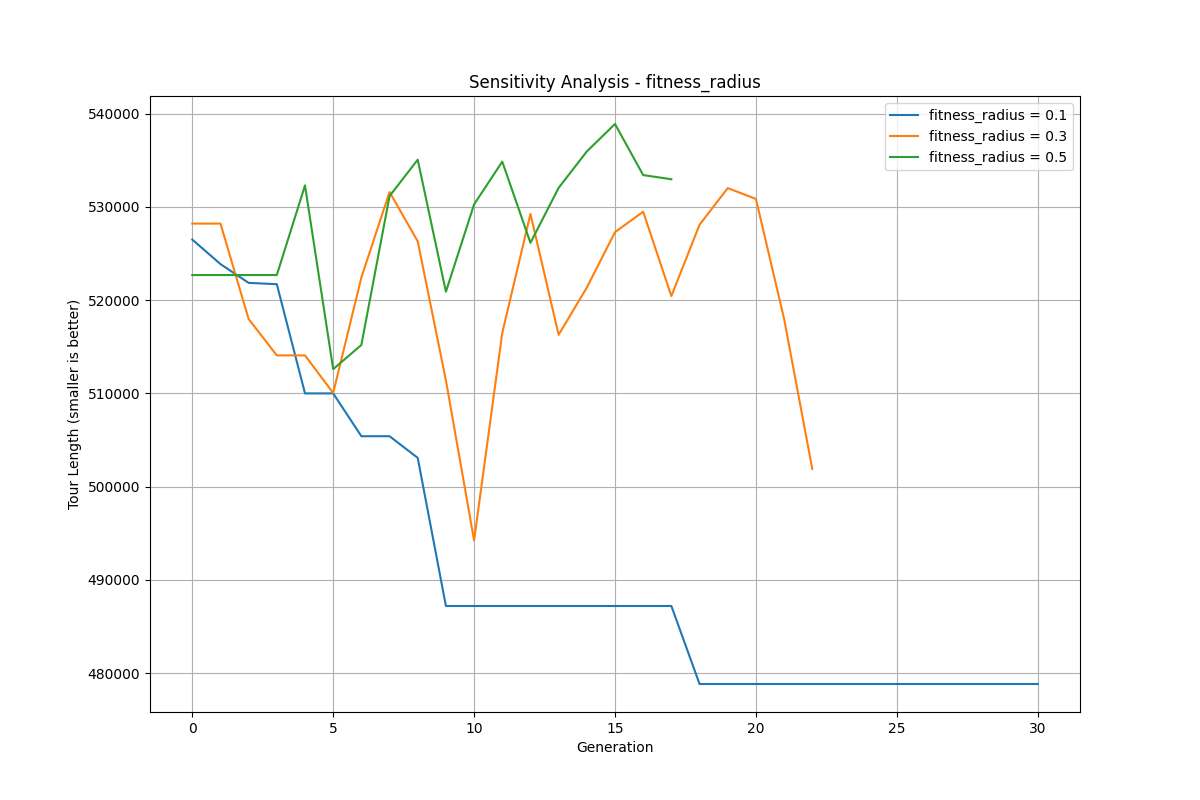 Sensitivity Analysis - fitness_radius
540000
530000
520000
510000
500000
490000
480000
Tour Length (smaller is better)
fitness_radius = 0.1
fitness_radius = 0.3
fitness_radius = 0.5
0
5
10
15
20
25
30
Generation